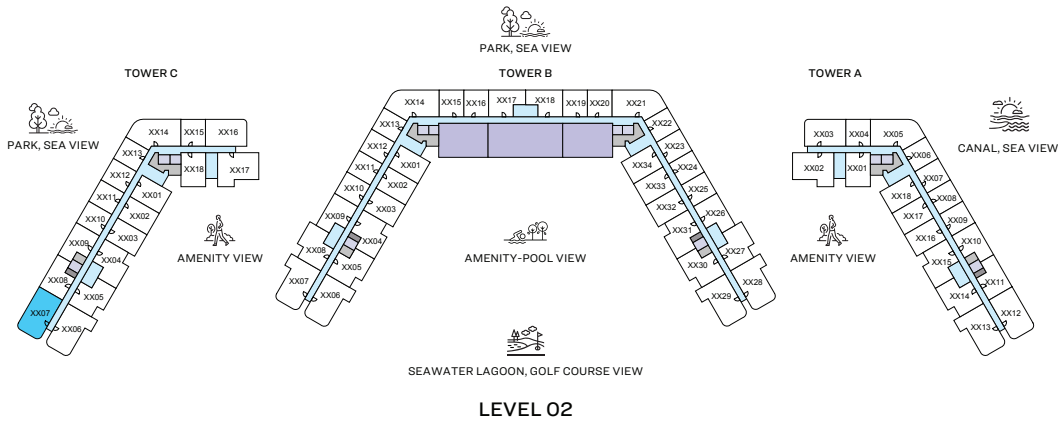 PARK, SEA VIEW
TOWER C
TOWER B
TOWER A
PARK, SEA VIEW
CANAL, SEA VIEW
XX14
XX15
XX16
XX13
XX18
XX17
XX12
XX01
XX11
XX02
XX10
XX03
XX09
XX04
XX08
XX05
XX07
XX06
AMENITY VIEW
XX14
XX15
XX16
XX17
XX18
XX19
XX20
XX21
XX13
XX22
XX12
XX23
XX11
XX01
XX34
XX24
XX10
XX02
XX33
XX25
XX09
XX03
XX32
XX26
XX08
XX04
XX31
XX27
XX07
XX05
XX30
XX28
XX06
XX29
AMENITY-POOL VIEW
AMENITY VIEW
XX03
XX04
XX05
XX02
XX01
XX06
XX07
XX18
XX08
XX17
XX09
XX16
XX10
XX15
XX11
XX14
XX12
XX13
SEAWATER LAGOON, GOLF COURSE VIEW
LEVEL 02